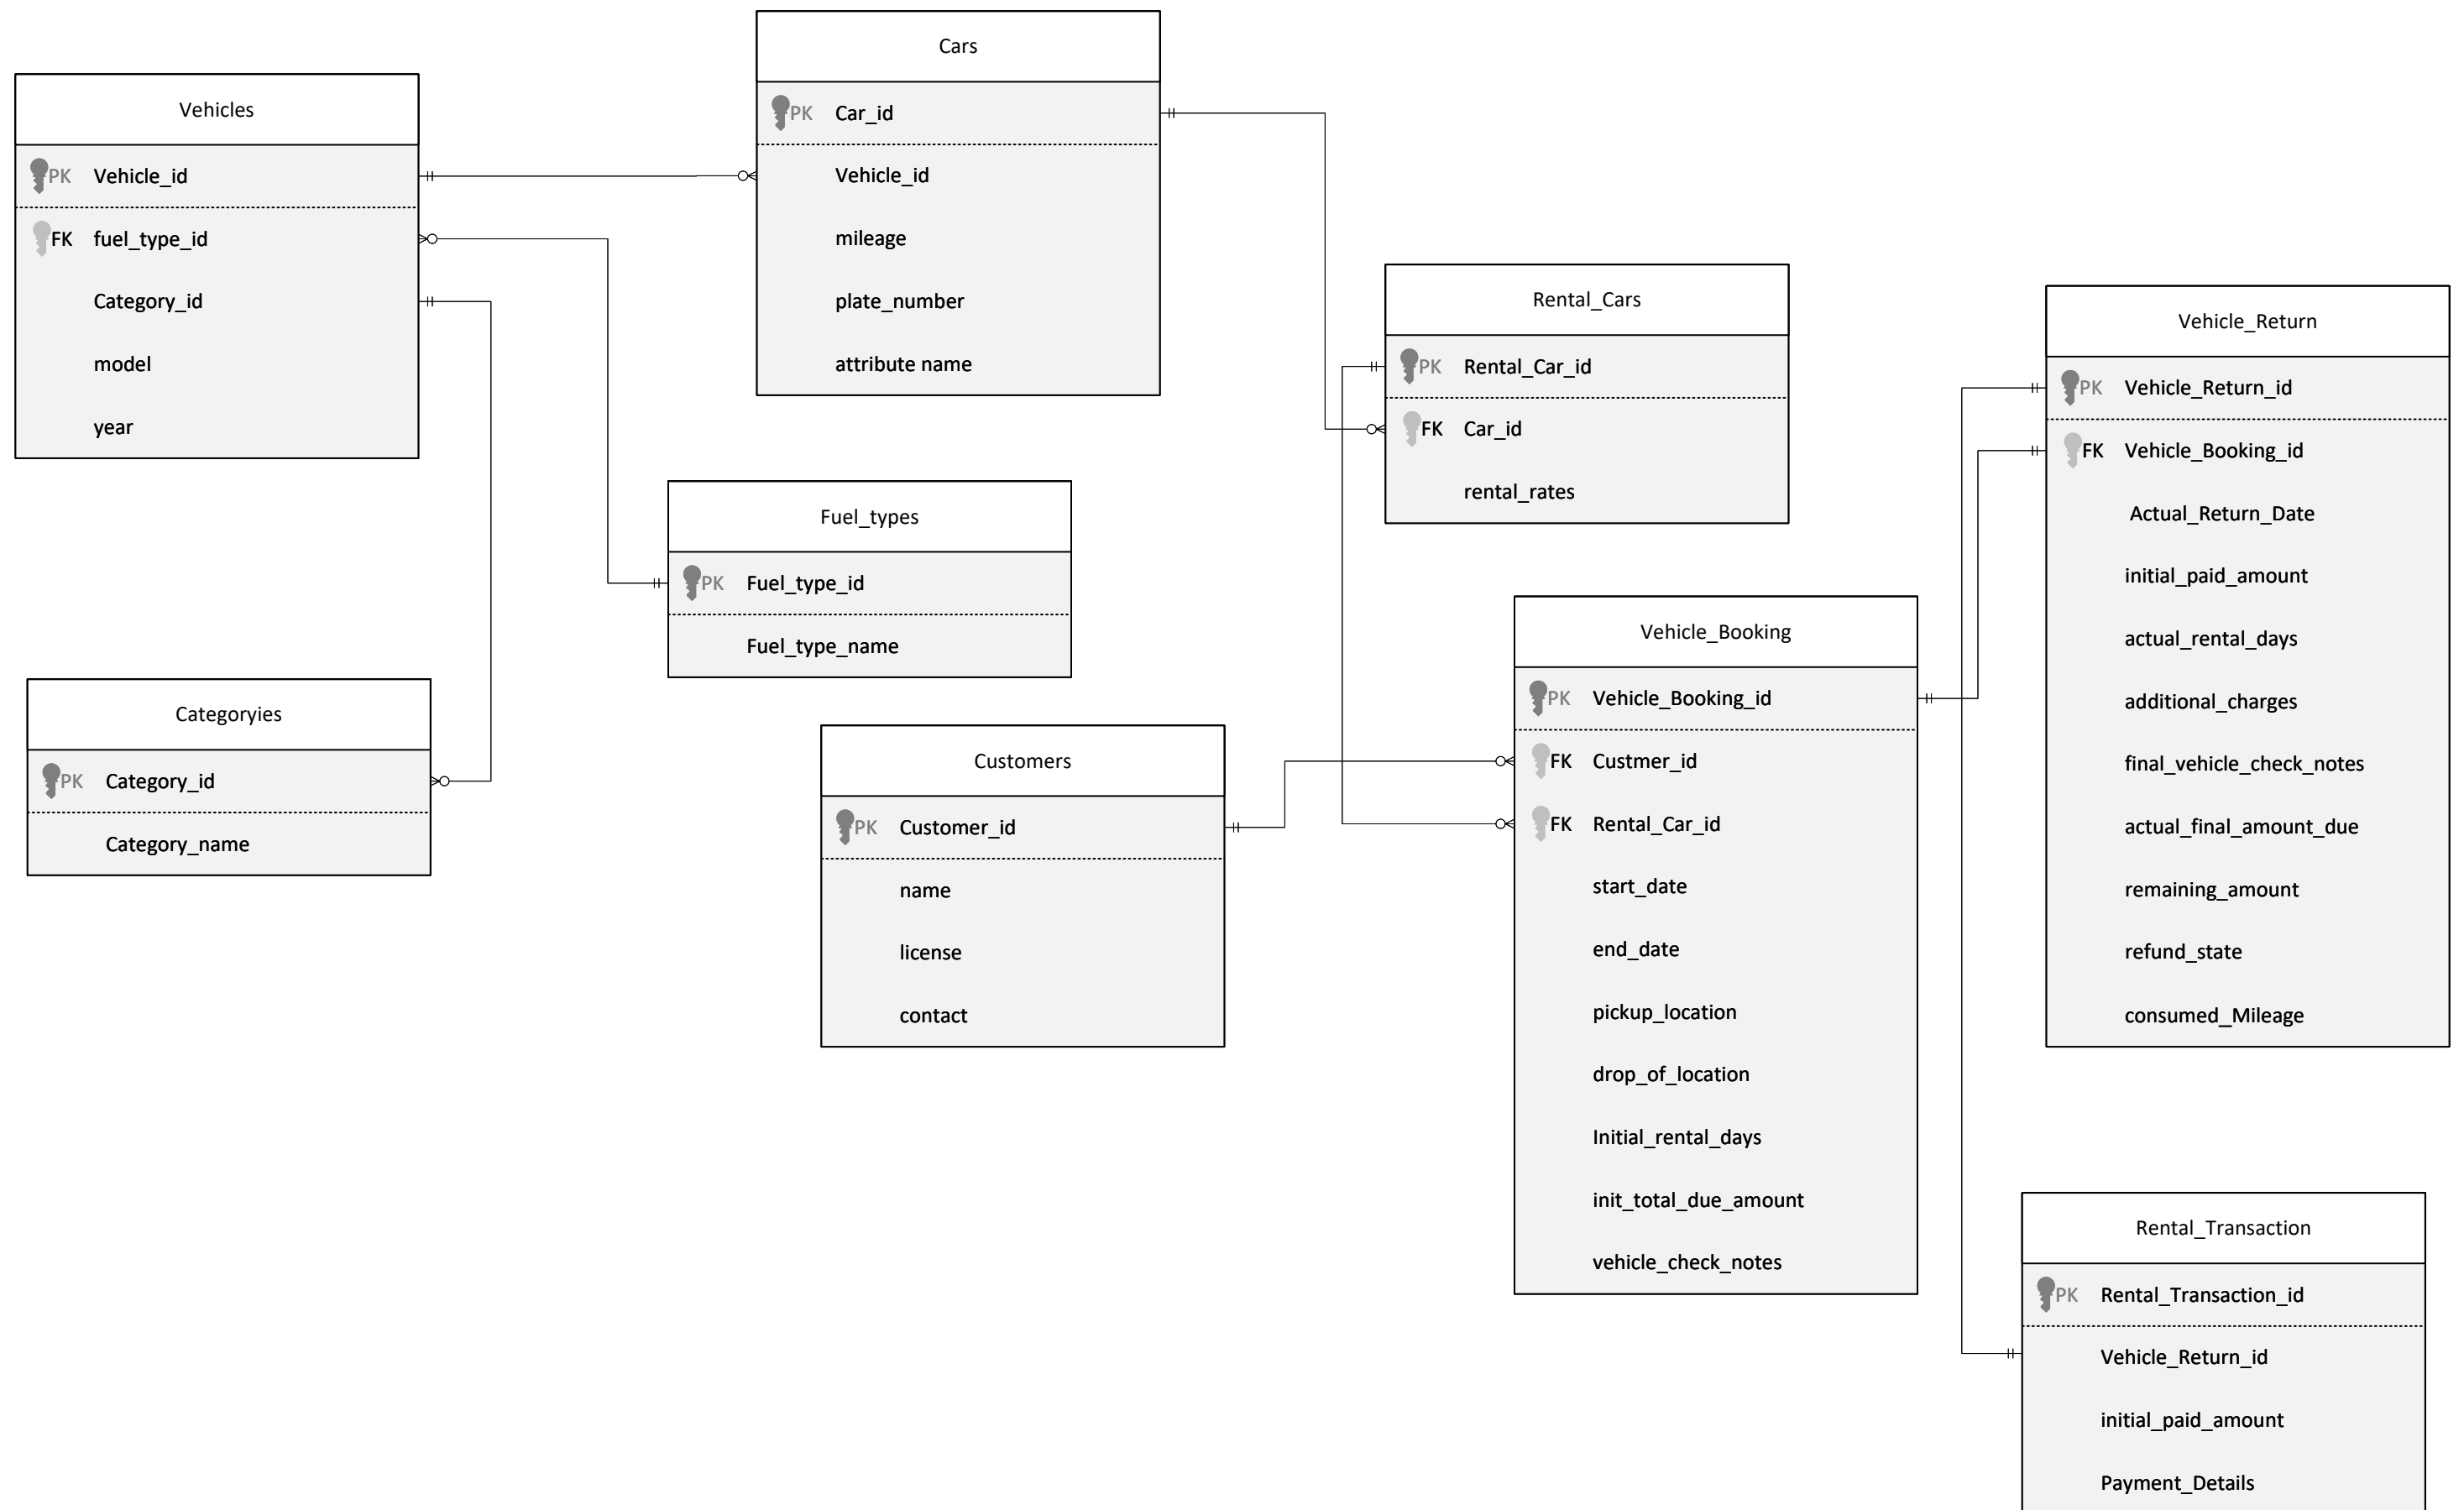 Vehicles
PK Vehicle_id
FK fuel_type_id
Category_id
model
year
Cars
PK Car_id
Vehicle_id
mileage
plate_number
attribute name
Fuel_types
PK Fuel_type_id
Fuel_type_name
Categoryies
PK Category_id
Category_name
Customers
PK Customer_id
name
license
contact
Rental_Cars
PK Rental_Car_id
FK Car_id
rental_rates
Vehicle_Booking
PK Vehicle_Booking_id
FK Custmer_id
FK Rental_Car_id
start_date
end_date
pickup_location
drop_of_location
Initial_rental_days
init_total_due_amount
vehicle_check_notes
Vehicle_Return
PK Vehicle_Return_id
FK Vehicle_Booking_id
Actual_Return_Date
initial_paid_amount
actual_rental_days
additional_charges
final_vehicle_check_notes
actual_final_amount_due
remaining_amount
refund_state
consumed_Mileage
Rental_Transaction
PK Rental_Transaction_id
Vehicle_Return_id
initial_paid_amount
Payment_Details